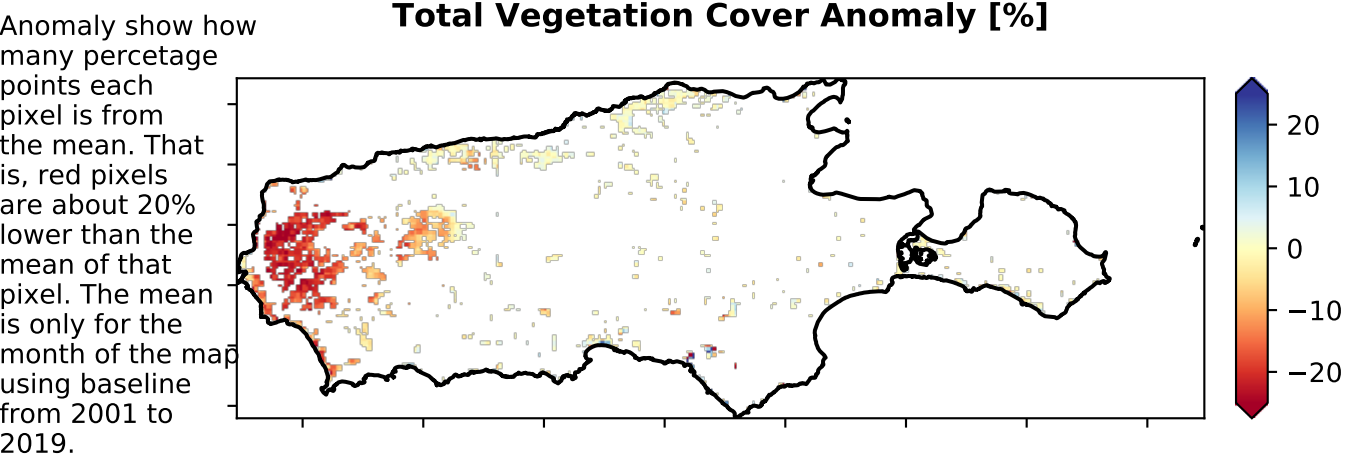 Total Vegetation Cover Anomaly [%]
Anomaly show how
many percetage
points each
pixel is from
the mean. That
is, red pixels
are about 20%
lower than the
mean of that
pixel. The mean
is only for the
month of the map
using baseline
from 2001 to
2019.
20
10
0
−10
−20